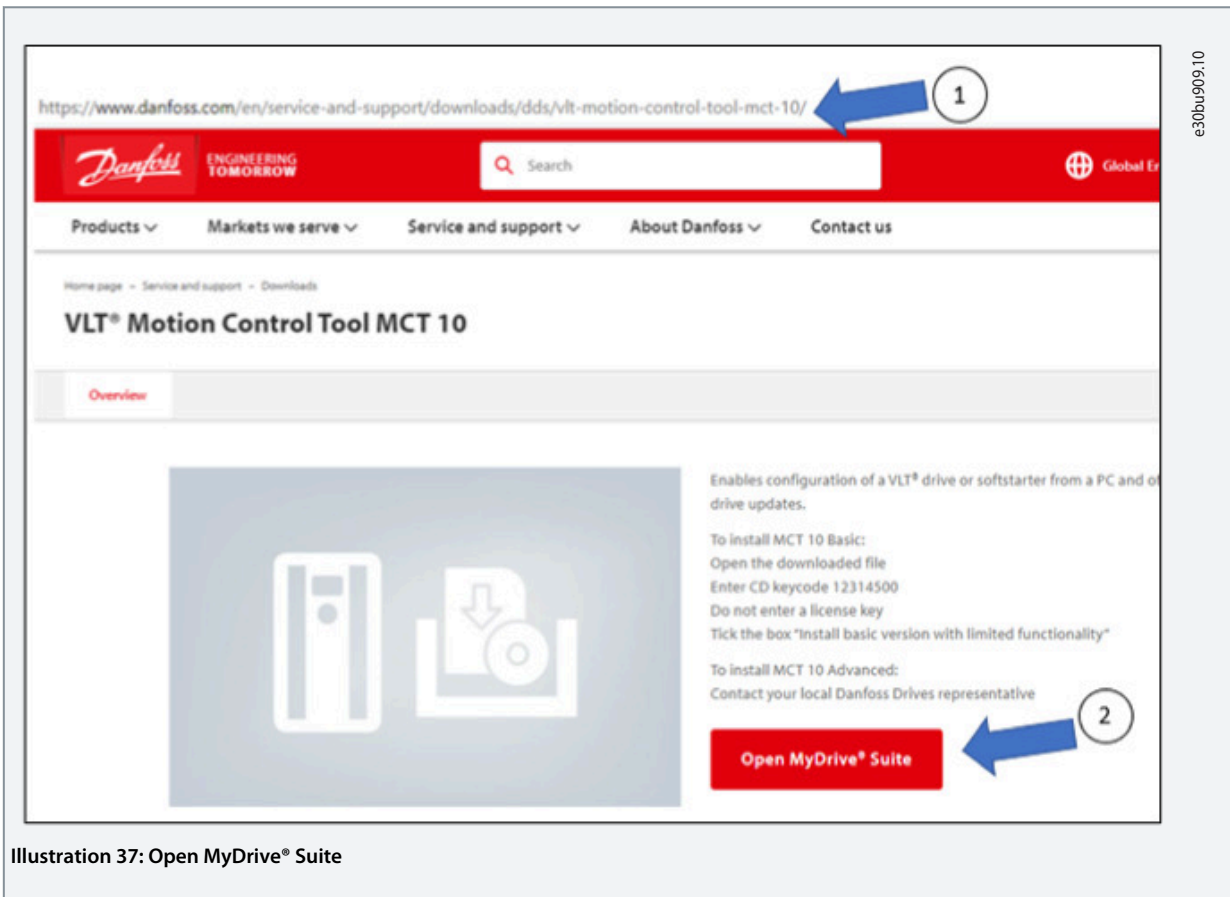 e30bu909.10
https://www.danfoss.com/en/service-and-support/downloads/dds/vlt-motion-control-tool-mct-10/
1
Danfoss
ENGINEERING
TOMORROW
Search
Global Er
Products
Markets we serve
Service and support
About Danfoss
Contact us
Home page - Service and support - Downloads
VLT® Motion Control Tool MCT 10
Overview
Enables configuration of a VLT® drive or softstarter from a PC and of
drive updates.
To install MCT 10 Basic:
Open the downloaded file
Enter CD keycode 12314500
Do not enter a license key
Tick the box "Install basic version with limited functionality"
To install MCT 10 Advanced:
Contact your local Danfoss Drives representative
2
Open MyDrive® Suite
Illustration 37: Open MyDrive® Suite